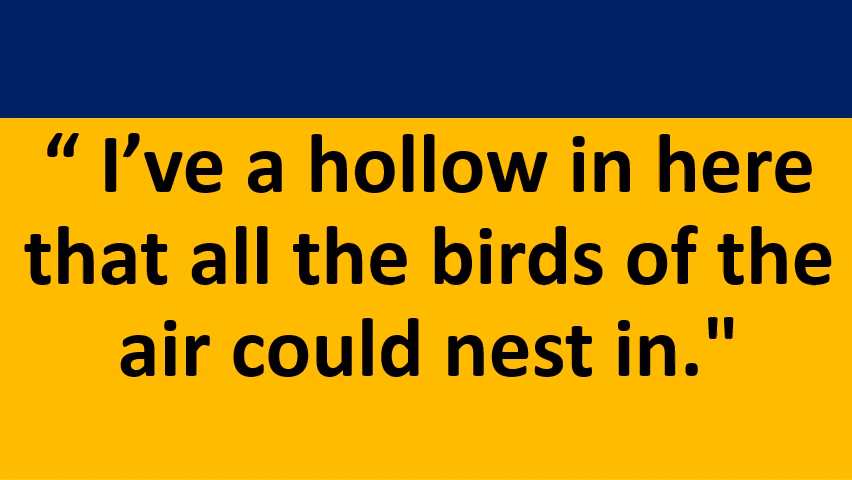 “ I’ve a hollow in here
that all the birds of the
air could nest in."